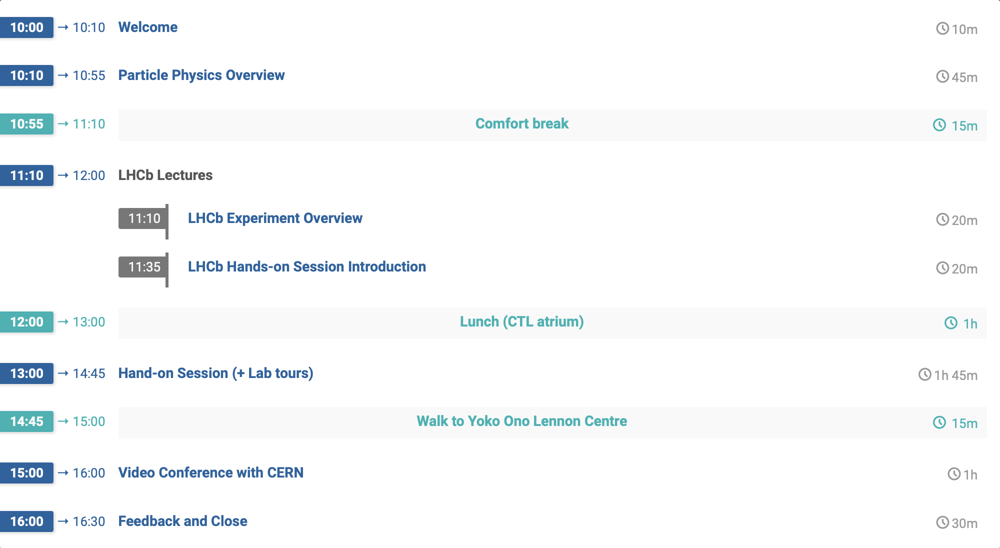 10:00 → 10:10 Welcome 10m
10:10 → 10:55 Particle Physics Overview 45m
10:55 → 11:10 Comfort break 15m
11:10 → 12:00 LHCb Lectures
11:10 LHCb Experiment Overview 20m
11:35 LHCb Hands-on Session Introduction 20m
12:00 → 13:00 Lunch (CTL atrium) 1h
13:00 → 14:45 Hand-on Session (+ Lab tours) 1h 45m
14:45 → 15:00 Walk to Yoko Ono Lennon Centre 15m
15:00 → 16:00 Video Conference with CERN 1h
16:00 → 16:30 Feedback and Close 30m